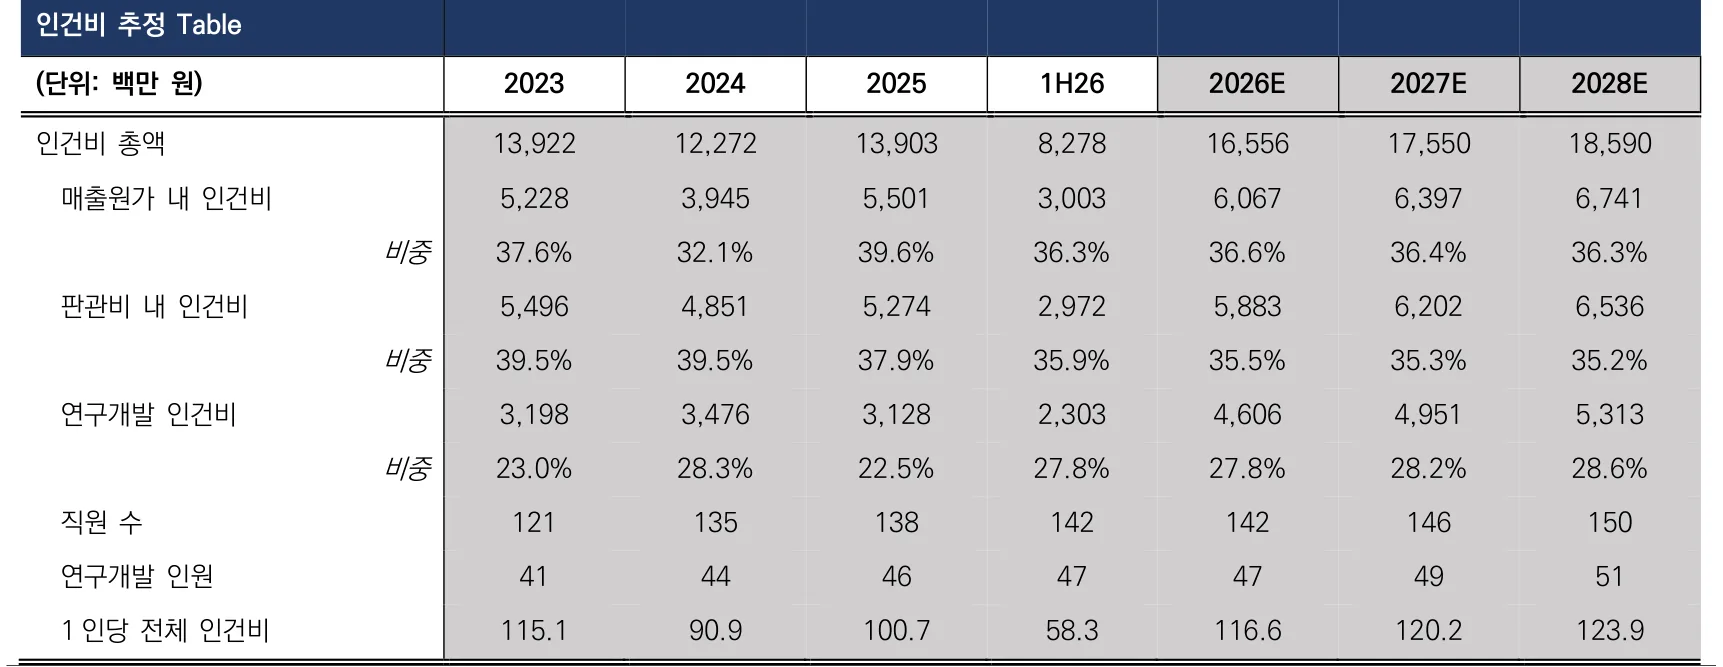 인건비 추정 Table
(단위: 백만 원) 2023 2024 2025 1H26 2026E 2027E 2028E
인건비 총액 13,922 12,272 13,903 8,278 16,556 17,550 18,590
매출원가 내 인건비 5,228 3,945 5,501 3,003 6,067 6,397 6,741
비중 37.6% 32.1% 39.6% 36.3% 36.6% 36.4% 36.3%
판관비 내 인건비 5,496 4,851 5,274 2,972 5,883 6,202 6,536
비중 39.5% 39.5% 37.9% 35.9% 35.5% 35.3% 35.2%
연구개발 인건비 3,198 3,476 3,128 2,303 4,606 4,951 5,313
비중 23.0% 28.3% 22.5% 27.8% 27.8% 28.2% 28.6%
직원 수 121 135 138 142 142 146 150
연구개발 인원 41 44 46 47 47 49 51
1인당 전체 인건비 115.1 90.9 100.7 58.3 116.6 120.2 123.9